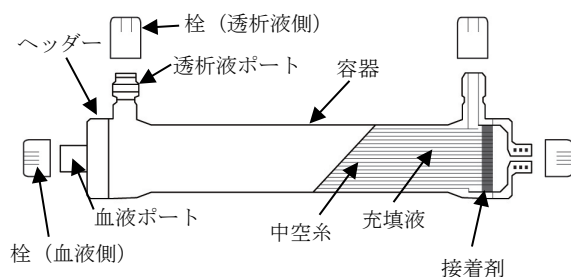 栓（透析液側）
ヘッダー
透析液ポート
容器
血液ポート
中空糸
充填液
栓（血液側）
接着剤